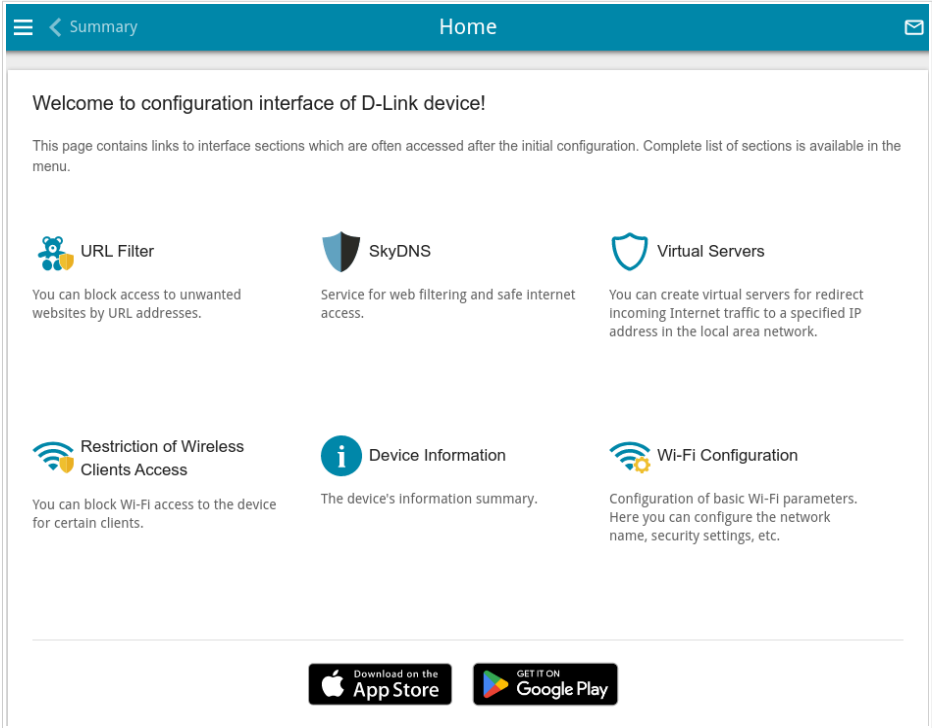 Summary
Home
Welcome to configuration interface of D-Link device!
This page contains links to interface sections which are often accessed after the initial configuration. Complete list of sections is available in the
menu.
URL Filter
You can block access to unwanted
websites by URL addresses.
SkyDNS
Service for web filtering and safe internet
access.
Virtual Servers
You can create virtual servers for redirect
incoming Internet traffic to a specified IP
address in the local area network.
Restriction of Wireless
Clients Access
You can block Wi-Fi access to the device
for certain clients.
Device Information
The device's information summary.
Wi-Fi Configuration
Configuration of basic Wi-Fi parameters.
Here you can configure the network
name, security settings, etc.
Download on the
App Store
GET IT ON
Google Play